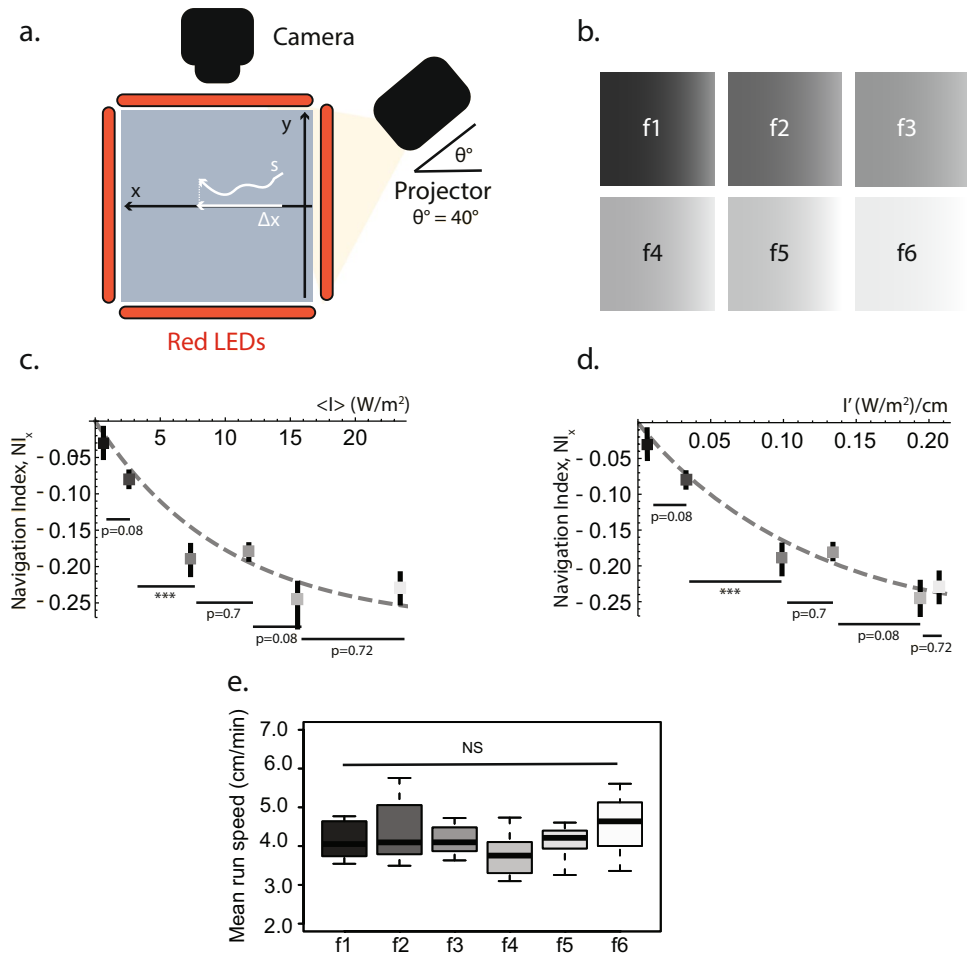 a.
Camera
y
s
x
Δx
θ°
Projector
θ° = 40°
Red LEDs
b.
f1
f2
f3
f4
f5
f6
c.
<I> (W/m²)
5
10
15
20
Navigation Index, NIx
- 0.05
- 0.10
- 0.15
- 0.20
- 0.25
p=0.08
***
p=0.7
p=0.08
p=0.72
d.
I' (W/m²)/cm
0.05
0.10
0.15
0.20
Navigation Index, NIx
- 0.05
- 0.10
- 0.15
- 0.20
- 0.25
p=0.08
***
p=0.7
p=0.08
p=0.72
e.
Mean run speed (cm/min)
7.0
6.0
5.0
4.0
3.0
2.0
NS
f1 f2 f3 f4 f5 f6